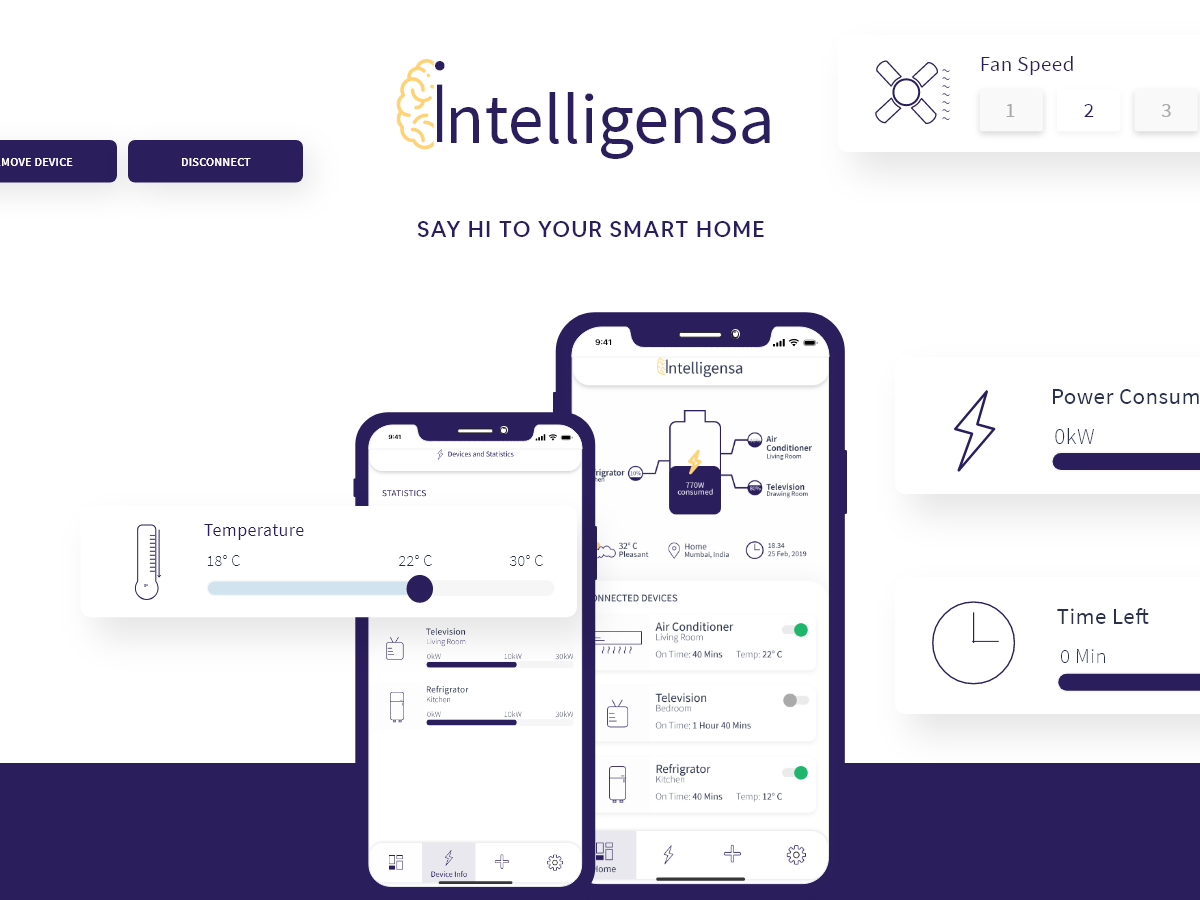 Intelligensa
SAY HI TO YOUR SMART HOME
MOVE DEVICE
DISCONNECT
Fan Speed
1 2 3
Power Consum
0kW
Time Left
0 Min
Temperature
18° C 22° C 30° C
9:41
Devices and Statistics
STATISTICS
Television
Living Room
0kW 10kW 30kW
Refrigrator
Kitchen
0kW 10kW 30kW
Device Info
9:41
Intelligensa
Air
Conditioner
Living Room
rigrator
hen
10%
770W
consumed
Television
Drawing Room
32° C
Pleasant
Home
Mumbai, India
18.34
25 Feb, 2019
ONNECTED DEVICES
Air Conditioner
Living Room
On Time: 40 Mins Temp: 22° C
Television
Bedroom
On Time: 1 Hour 40 Mins
Refrigrator
Kitchen
On Time: 40 Mins Temp: 12° C
Home